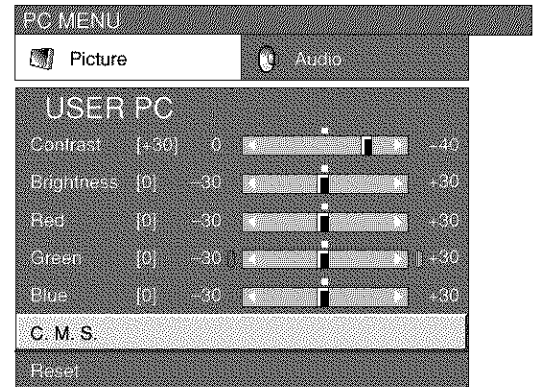 PC MENU
Picture Audio
USER PC
Contrast [+30] 0 +40
Brightness [0] -30 +30
Red [0] -30 +30
Green [0] -30 +30
Blue [0] -30 +30
C. M. S.
Reset